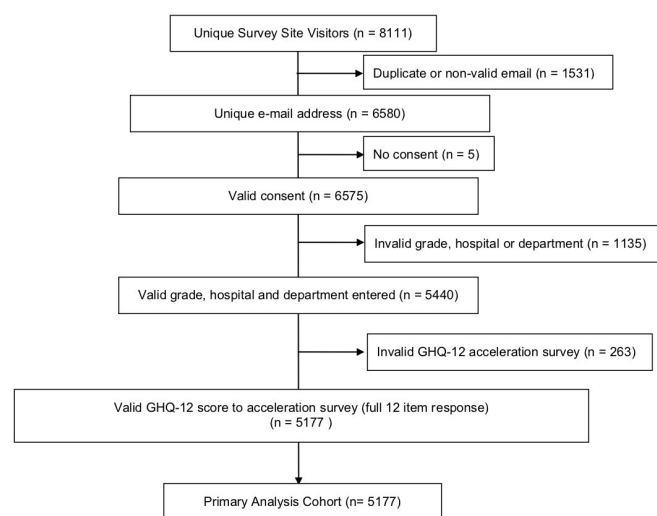 Unique Survey Site Visitors (n = 8111)
Duplicate or non-valid email (n = 1531)
Unique e-mail address (n = 6580)
No consent (n = 5)
Valid consent (n = 6575)
Invalid grade, hospital or department (n = 1135)
Valid grade, hospital and department entered (n = 5440)
Invalid GHQ-12 acceleration survey (n = 263)
Valid GHQ-12 score to acceleration survey (full 12 item response)
(n = 5177 )
Primary Analysis Cohort (n= 5177)